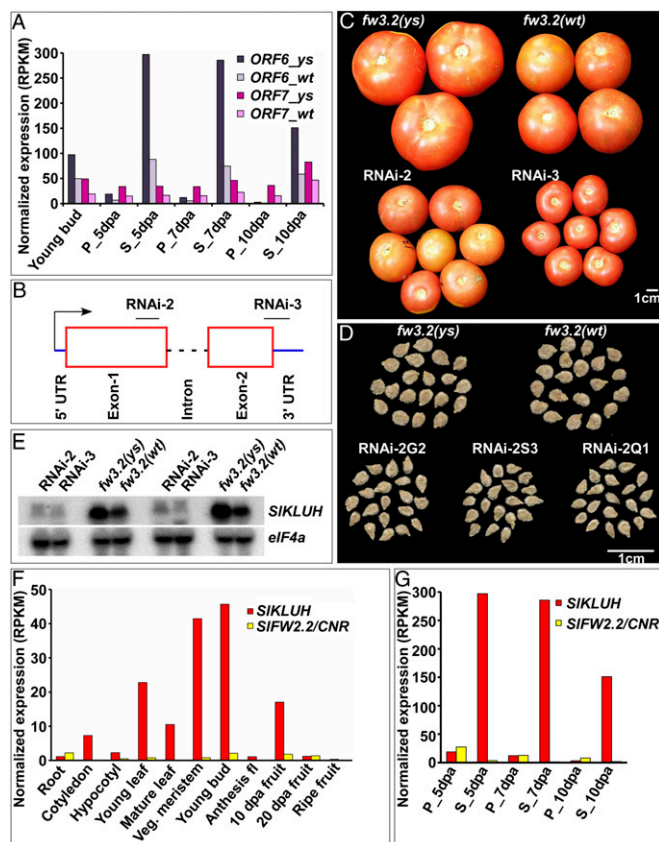 A
Normalized expression (RPKM)
300
250
200
150
100
50
0
ORF6_ys
ORF6_wt
ORF7_ys
ORF7_wt
Young bud
P_5dpa
S_5dpa
P_7dpa
S_7dpa
P_10dpa
S_10dpa
B
RNAi-2
RNAi-3
5' UTR
Exon-1
Intron
Exon-2
3' UTR
C
fw3.2(ys)
fw3.2(wt)
RNAi-2
RNAi-3
1cm
D
fw3.2(ys)
fw3.2(wt)
RNAi-2G2
RNAi-2S3
RNAi-2Q1
1cm
E
RNAi-2
RNAi-3
fw3.2(ys)
fw3.2(wt)
RNAi-2
RNAi-3
fw3.2(ys)
fw3.2(wt)
SlKLUH
eIF4a
F
Normalized expression (RPKM)
50
40
30
20
10
0
SlKLUH
SlFW2.2/CNR
Root
Cotyledon
Hypocotyl
Young leaf
Mature leaf
Veg. meristem
Young bud
Anthesis fl
10 dpa fruit
20 dpa fruit
Ripe fruit
G
Normalized expression (RPKM)
300
250
200
150
100
50
0
SlKLUH
SlFW2.2/CNR
P_5dpa
S_5dpa
P_7dpa
S_7dpa
P_10dpa
S_10dpa